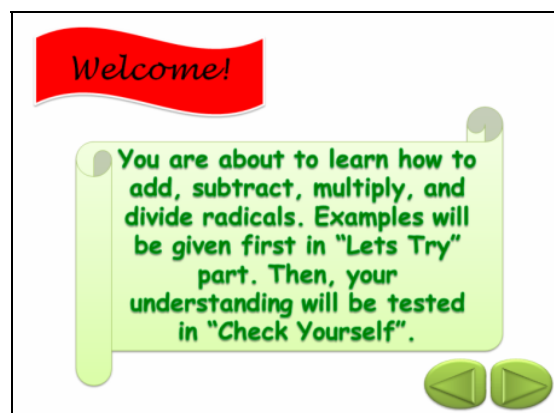 Welcome!
You are about to learn how to
add, subtract, multiply, and
divide radicals. Examples will
be given first in “Lets Try”
part. Then, your
understanding will be tested
in “Check Yourself”.